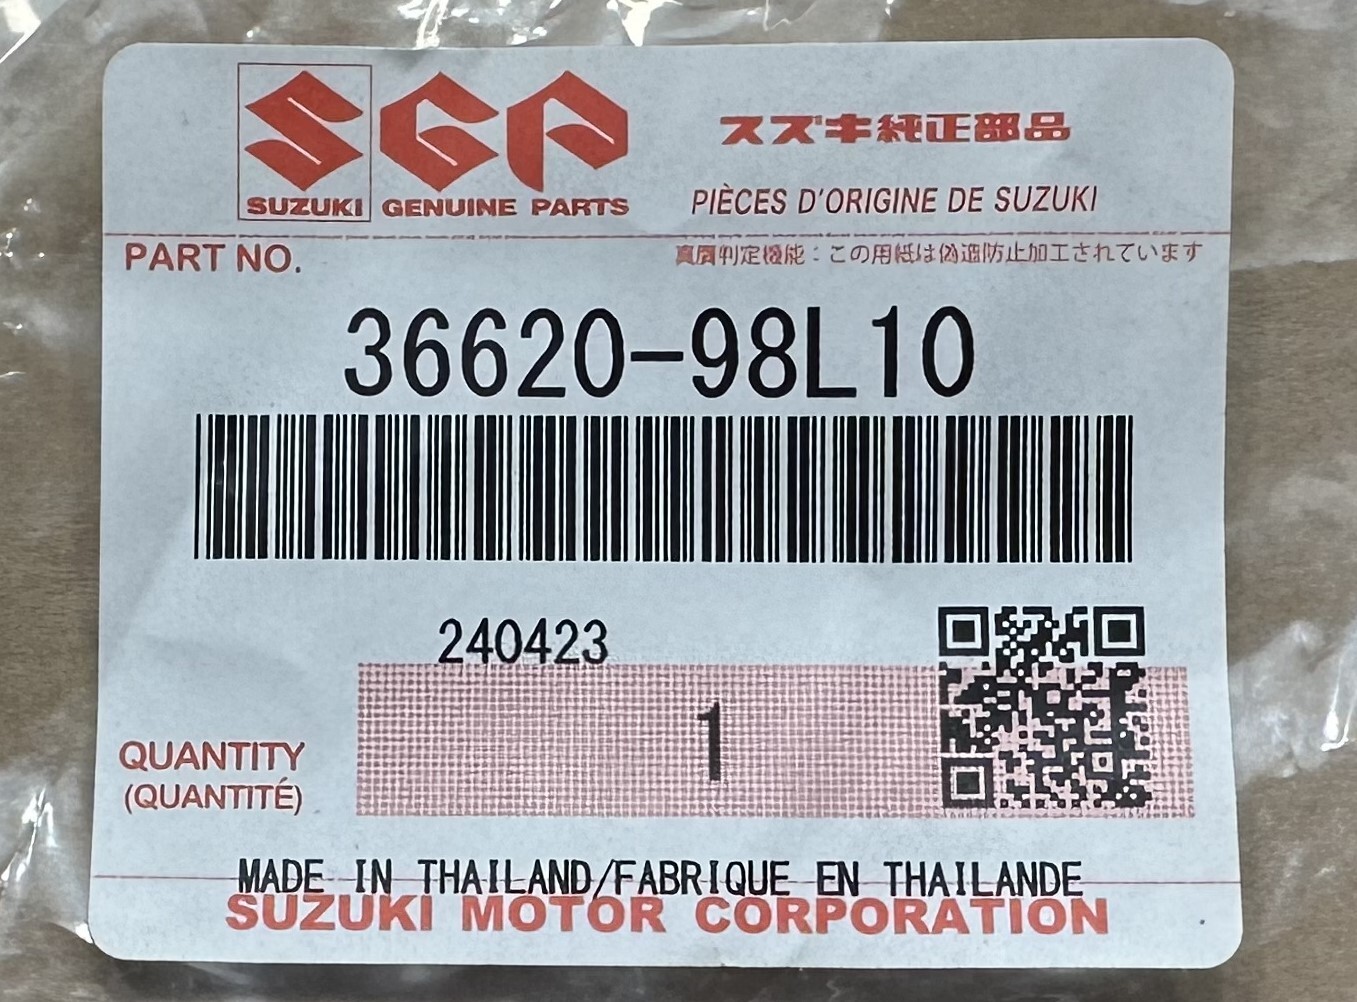 SGP
スズキ純正部品
SUZUKI GENUINE PARTS
PIÈCES D'ORIGINE DE SUZUKI
PART NO.
真贋判定機能：この用紙は偽造防止加工されています
36620-98L10
240423
1
QUANTITY
(QUANTITÉ)
MADE IN THAILAND/FABRIQUE EN THAILANDE
SUZUKI MOTOR CORPORATION